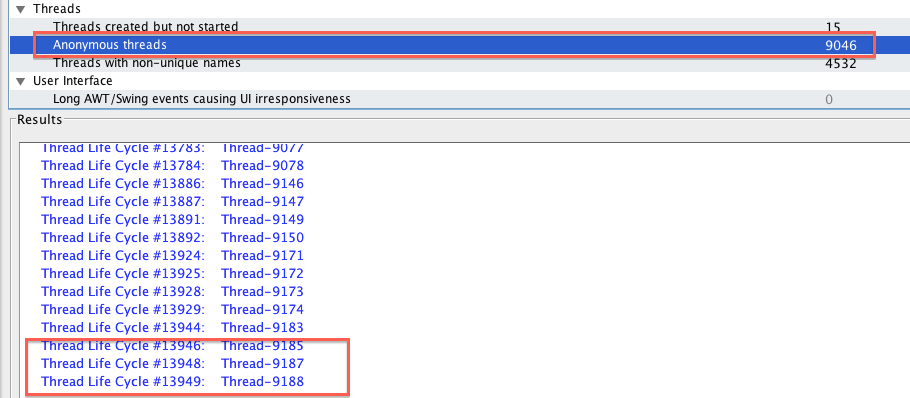 Threads
Threads created but not started 15
Anonymous threads 9046
Threads with non-unique names 4532
User Interface
Long AWT/Swing events causing UI irresponsiveness 0
Results
Thread Life Cycle #13783: Thread-9077
Thread Life Cycle #13784: Thread-9078
Thread Life Cycle #13886: Thread-9146
Thread Life Cycle #13887: Thread-9147
Thread Life Cycle #13891: Thread-9149
Thread Life Cycle #13892: Thread-9150
Thread Life Cycle #13924: Thread-9171
Thread Life Cycle #13925: Thread-9172
Thread Life Cycle #13928: Thread-9173
Thread Life Cycle #13929: Thread-9174
Thread Life Cycle #13944: Thread-9183
Thread Life Cycle #13946: Thread-9185
Thread Life Cycle #13948: Thread-9187
Thread Life Cycle #13949: Thread-9188